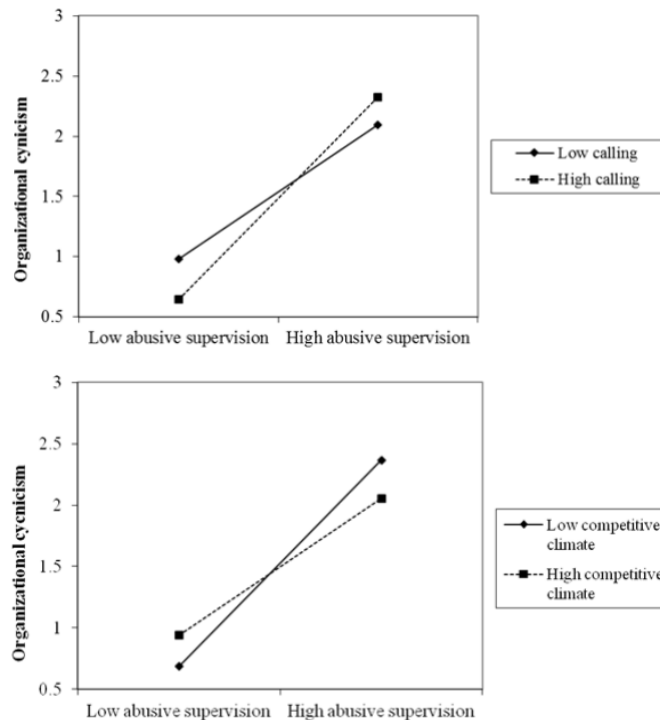 3
2.5
2
1.5
1
0.5
Organizational cynicism
Low abusive supervision
High abusive supervision
Low calling
High calling
3
2.5
2
1.5
1
0.5
Organizational cycnicism
Low abusive supervision
High abusive supervision
Low competitive
climate
High competitive
climate